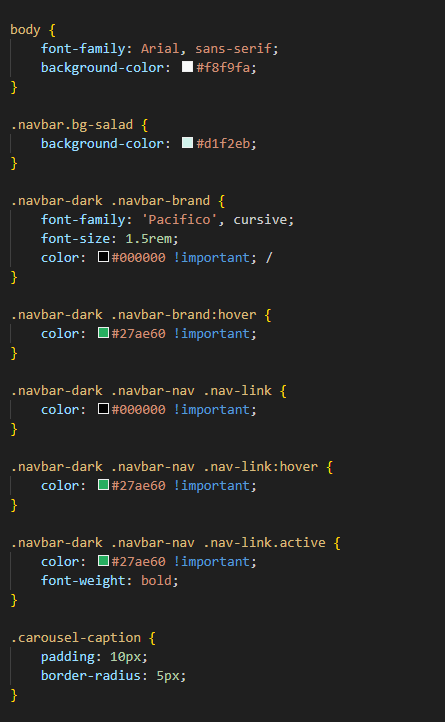 body {
    font-family: Arial, sans-serif;
    background-color: #f8f9fa;
}

.navbar.bg-salad {
    background-color: #d1f2eb;
}

.navbar-dark .navbar-brand {
    font-family: 'Pacifico', cursive;
    font-size: 1.5rem;
    color: #000000 !important; /
}

.navbar-dark .navbar-brand:hover {
    color: #27ae60 !important;
}

.navbar-dark .navbar-nav .nav-link {
    color: #000000 !important;
}

.navbar-dark .navbar-nav .nav-link:hover {
    color: #27ae60 !important;
}

.navbar-dark .navbar-nav .nav-link.active {
    color: #27ae60 !important;
    font-weight: bold;
}

.carousel-caption {
    padding: 10px;
    border-radius: 5px;
}